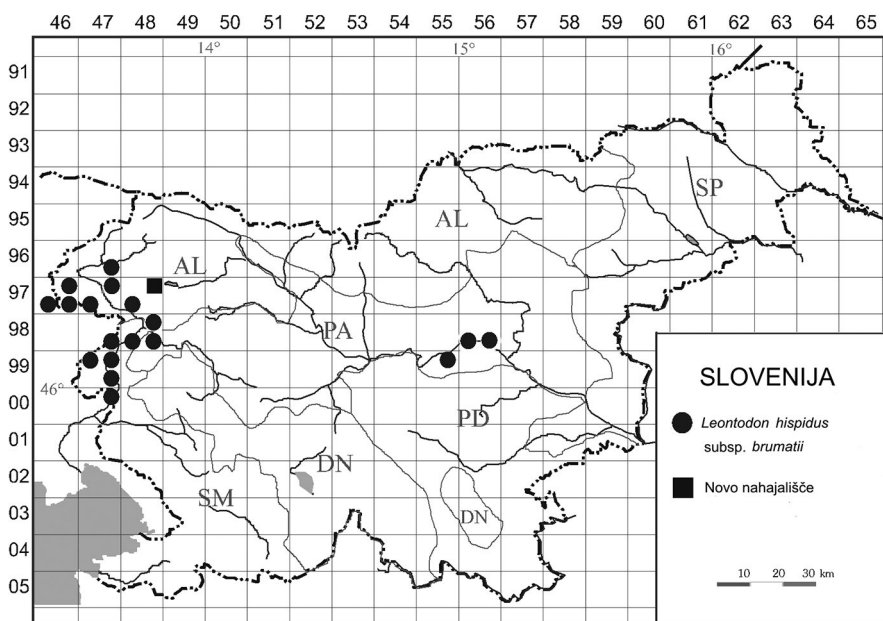 46 47 48 49 50 51 52 53 54 55 56 57 58 59 60 61 62 63 64 65
14° 15° 16°
91
92
93
94
SP
95
AL
96
AL
97
98
PA
99
46°
00
PD
01
02
DN
SM
03
DN
04
05
SLOVENIJA
Leontodon hispidus
subsp. brumatii
Novo nahajališče
10 20 30 km